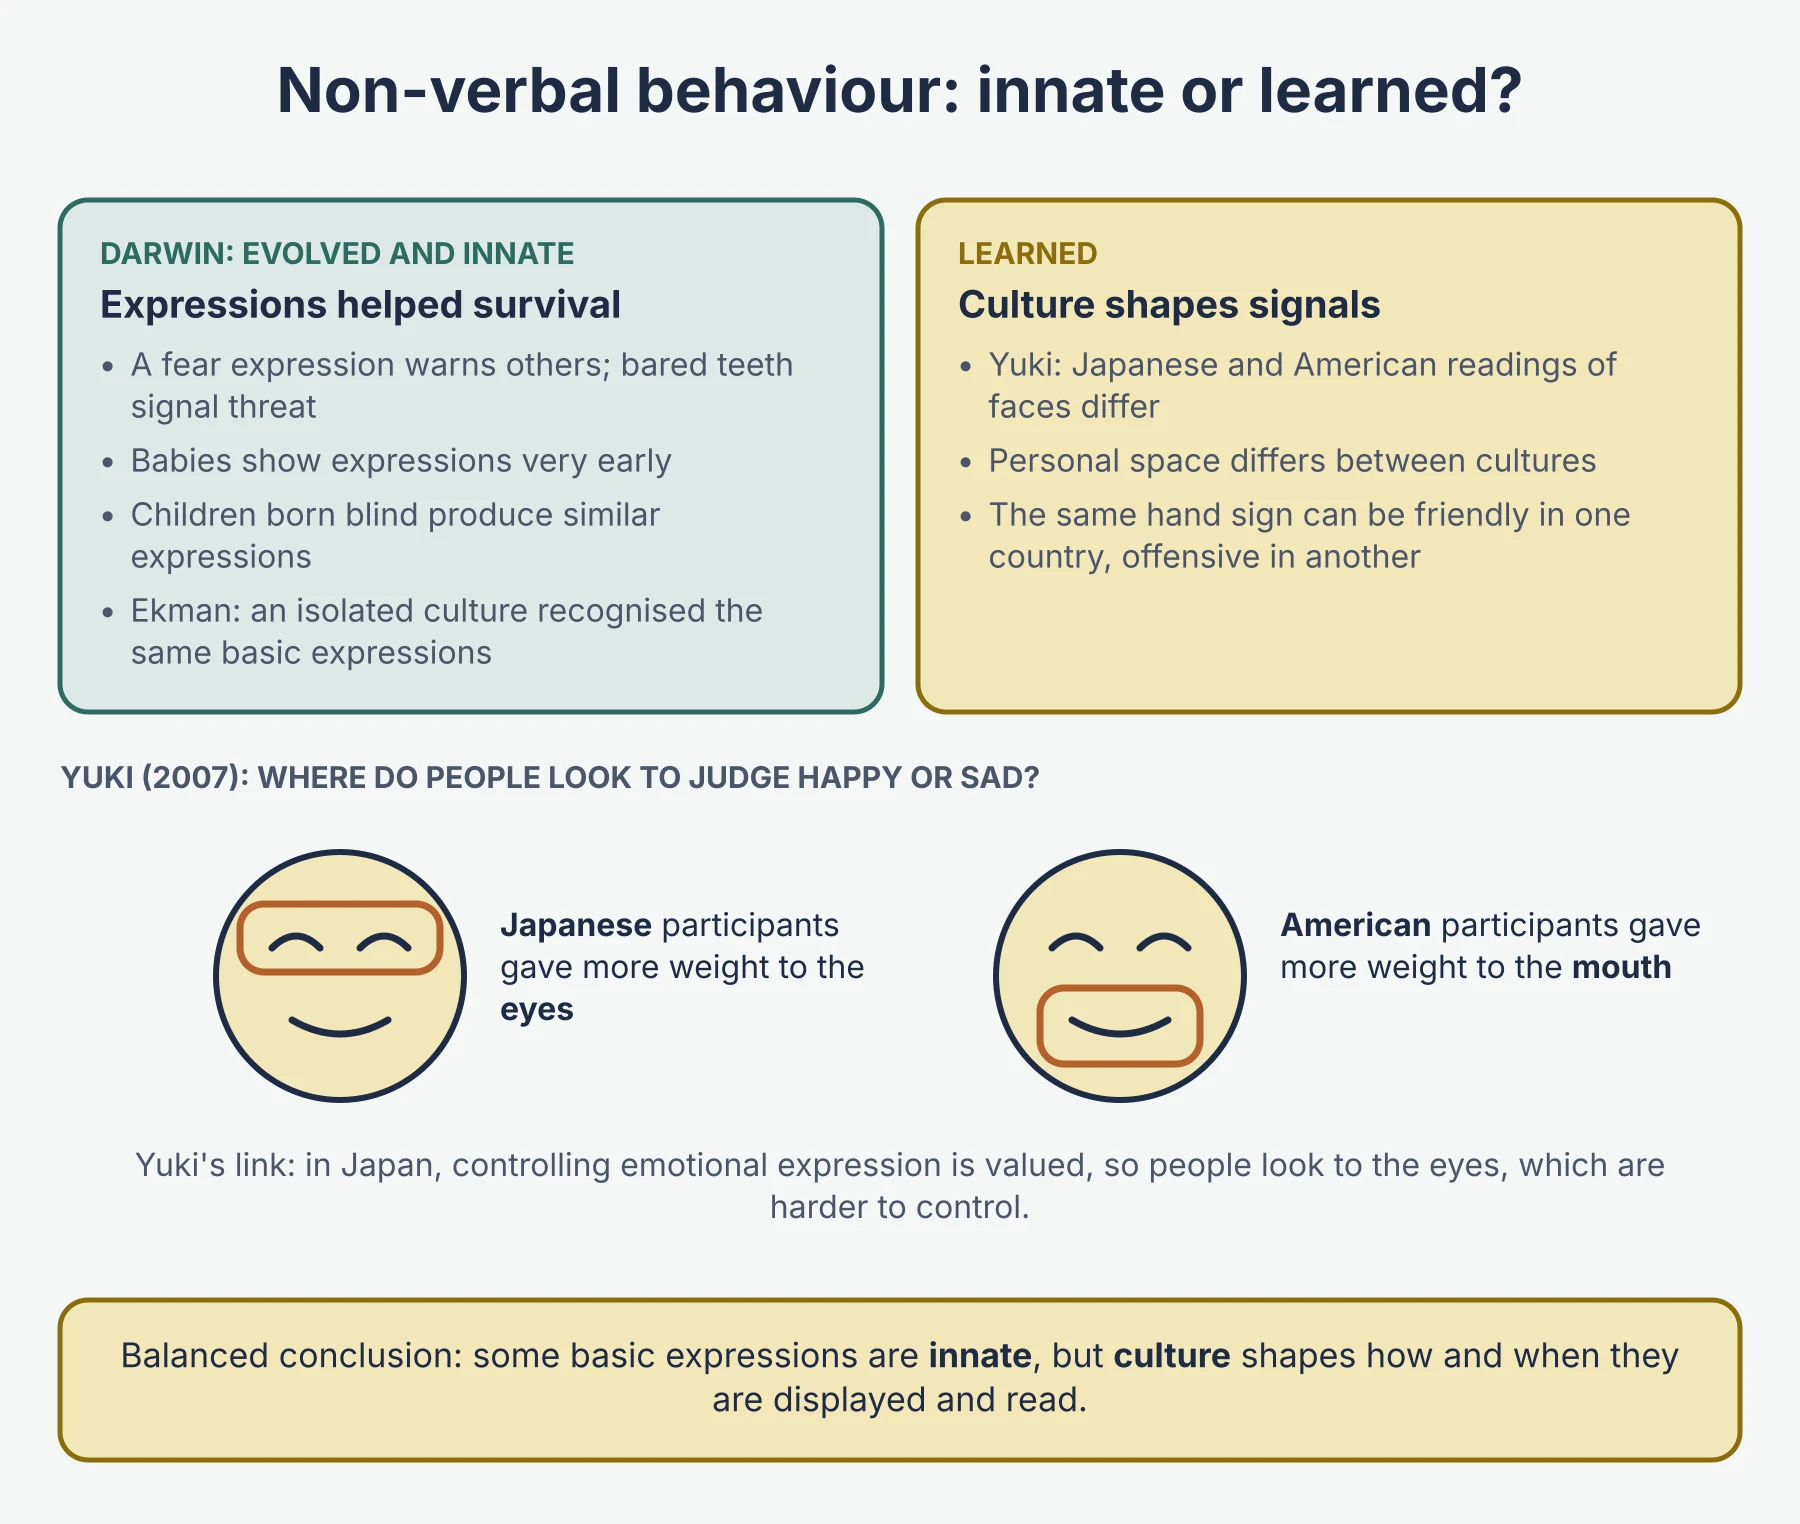 Non-verbal behaviour: innate or learned?
DARWIN: EVOLVED AND INNATE
Expressions helped survival
• A fear expression warns others; bared teeth
signal threat
• Babies show expressions very early
• Children born blind produce similar
expressions
• Ekman: an isolated culture recognised the
same basic expressions
LEARNED
Culture shapes signals
• Yuki: Japanese and American readings of
faces differ
• Personal space differs between cultures
• The same hand sign can be friendly in one
country, offensive in another
YUKI (2007): WHERE DO PEOPLE LOOK TO JUDGE HAPPY OR SAD?
Japanese participants
gave more weight to the
eyes
American participants gave
more weight to the mouth
Yuki's link: in Japan, controlling emotional expression is valued, so people look to the eyes, which are
harder to control.
Balanced conclusion: some basic expressions are innate, but culture shapes how and when they
are displayed and read.